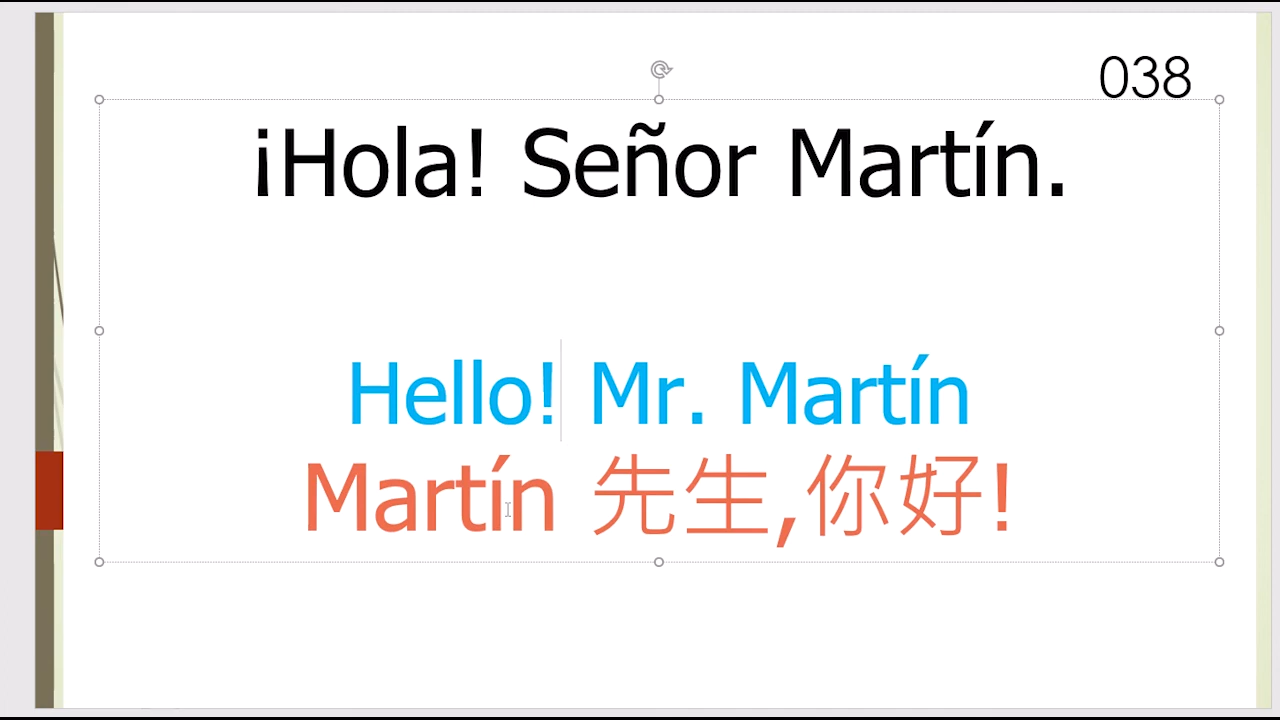 038
¡Hola! Señor Martín.
Hello! Mr. Martín
Martín 先生,你好!